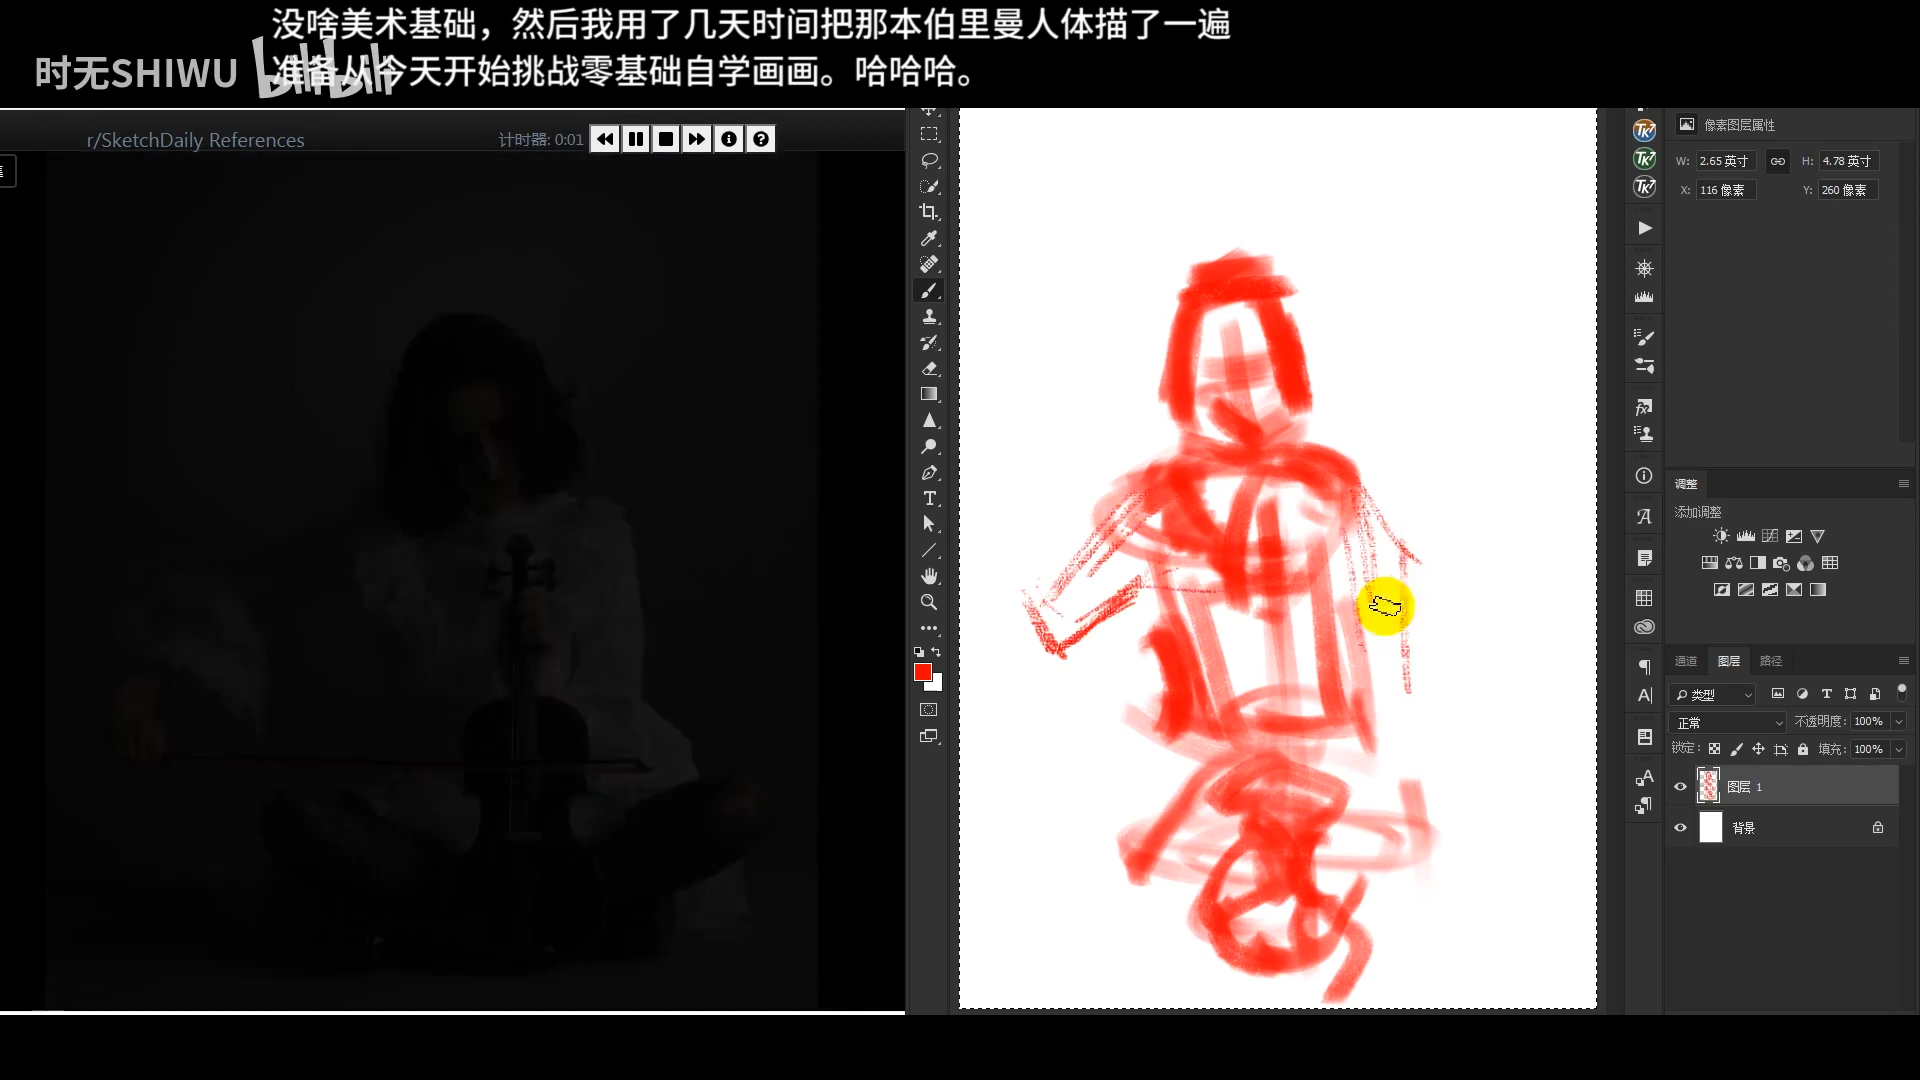 没啥美术基础，然后我用了几天时间把那本伯里曼人体描了一遍
准备从今天开始挑战零基础自学画画。哈哈哈。
时无SHIWU
bilibili
r/SketchDaily References
计时器: 0:01
像素图层属性
W: 2.65 英寸
H: 4.78 英寸
X: 116 像素
Y: 260 像素
调整
添加调整
通道
图层
路径
类型
正常
不透明度: 100%
锁定:
填充: 100%
图层 1
背景